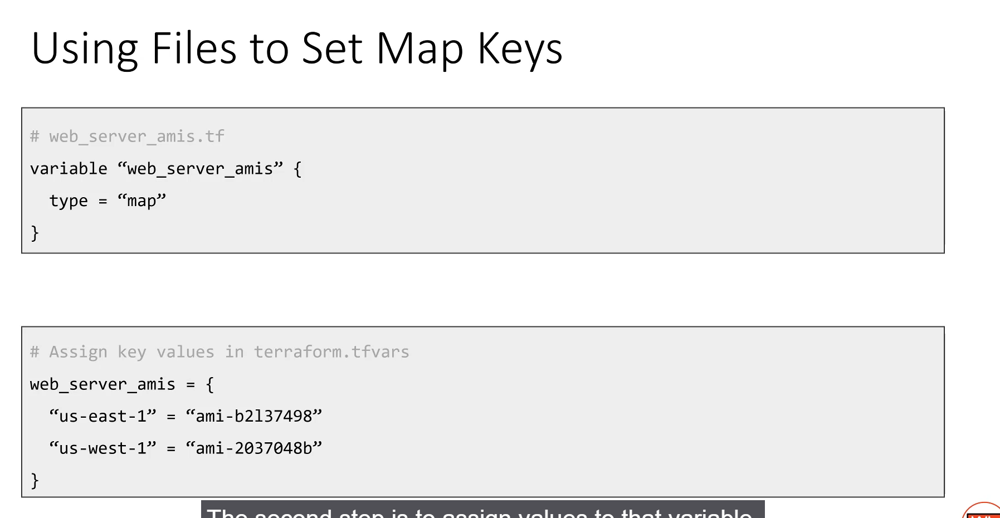 Using Files to Set Map Keys
# web_server_amis.tf
variable “web_server_amis” {
  type = “map”
}
# Assign key values in terraform.tfvars
web_server_amis = {
  “us-east-1” = “ami-b2l37498”
  “us-west-1” = “ami-2037048b”
}
The second step is to assign values to that variable